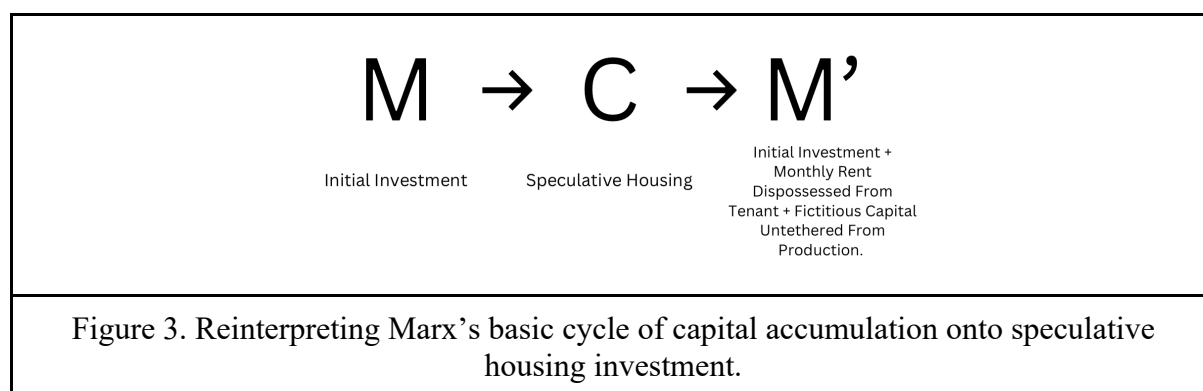 M → C → M’
Initial Investment
Speculative Housing
Initial Investment +
Monthly Rent
Dispossessed From
Tenant + Fictitious Capital
Untethered From
Production.
Figure 3. Reinterpreting Marx’s basic cycle of capital accumulation onto speculative
housing investment.